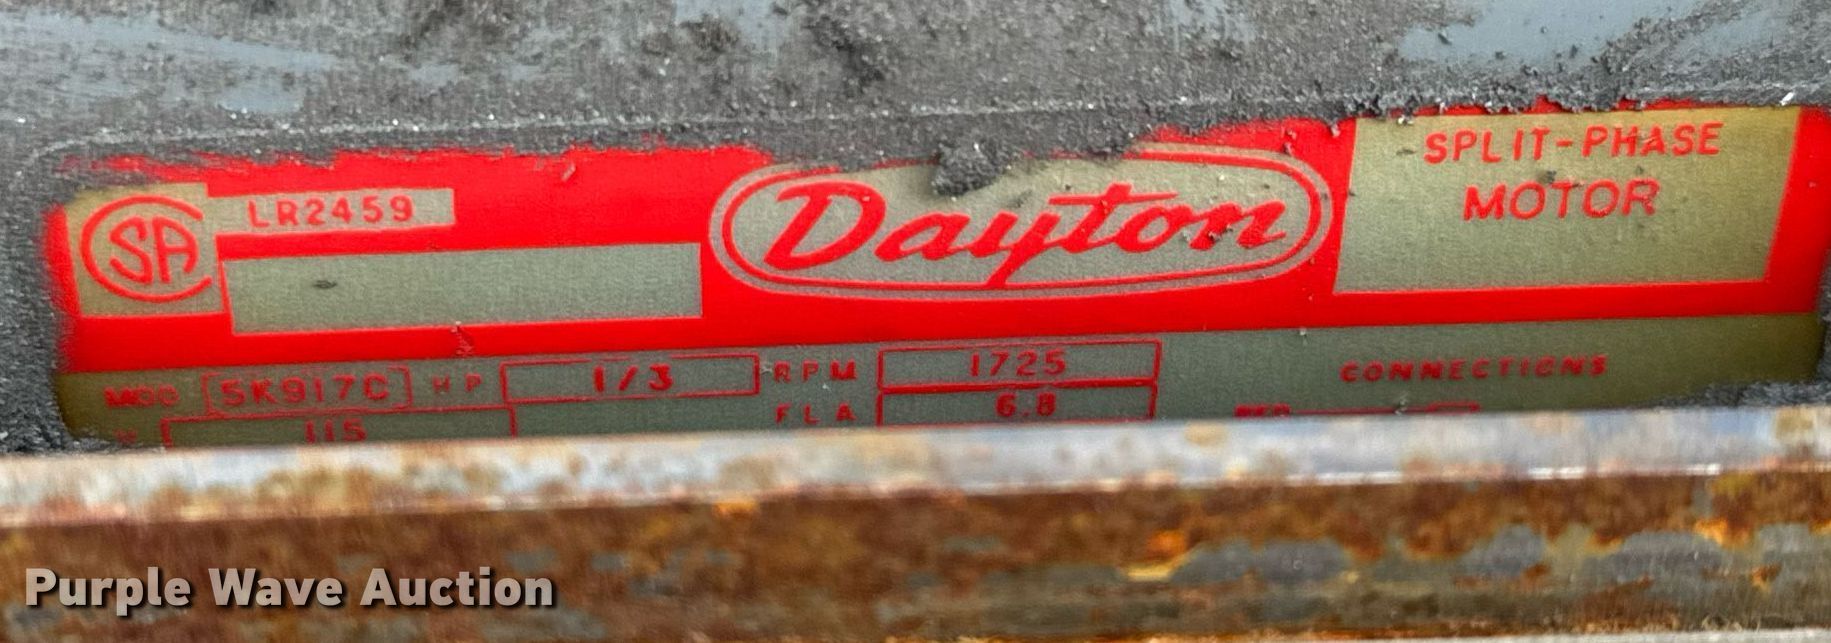 SA LR2459
Dayton
SPLIT-PHASE
MOTOR
MOD 5K917C HP 1/3 RPM 1725
CONNECTIONS
V 115 FLA 6.8
RED
Purple Wave Auction